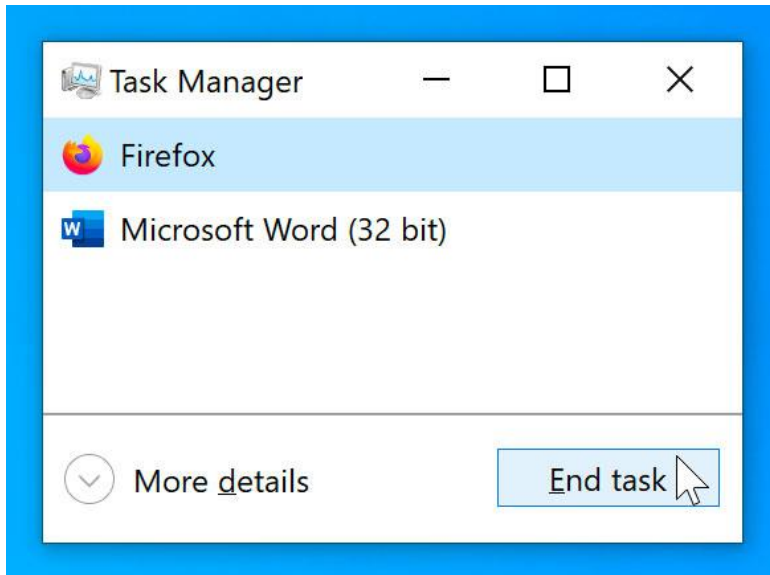 Task Manager
Firefox
W Microsoft Word (32 bit)
More details
End task